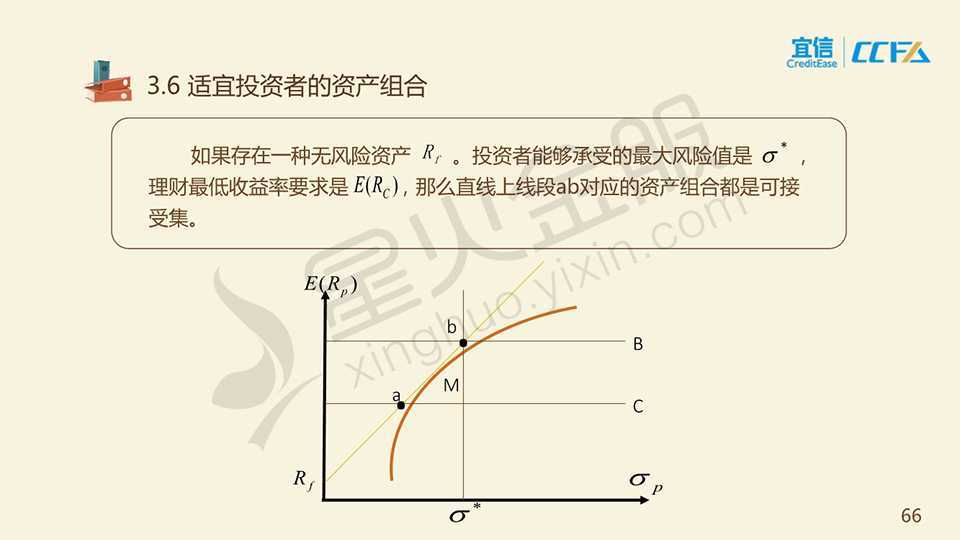 宜信
CreditEase
CCFA
3.6 适宜投资者的资产组合
如果存在一种无风险资产 R_f 。投资者能够承受的最大风险值是 σ* ，
理财最低收益率要求是 E(R_C)，那么直线上线段ab对应的资产组合都是可接
受集。
星火金服
xinghuo.yixin.com
E(R_p)
b
B
M
a
C
R_f
σ_p
σ*
66